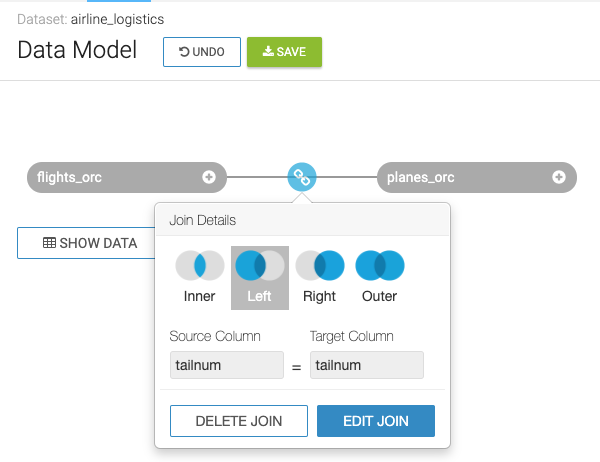 Dataset: airline_logistics
Data Model
UNDO
SAVE
flights_orc
planes_orc
SHOW DATA
Join Details
Inner
Left
Right
Outer
Source Column
Target Column
tailnum
=
tailnum
DELETE JOIN
EDIT JOIN